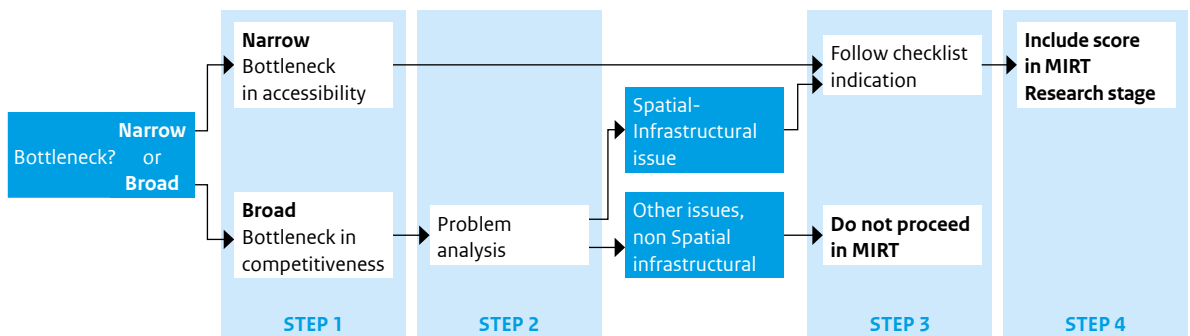 Bottleneck?
Narrow
or
Broad
Narrow
Bottleneck
in accessibility
Broad
Bottleneck in
competitiveness
Problem
analysis
Spatial-
Infrastructural
issue
Other issues,
non Spatial
infrastructural
Follow checklist
indication
Do not proceed
in MIRT
Include score
in MIRT
Research stage
STEP 1
STEP 2
STEP 3
STEP 4